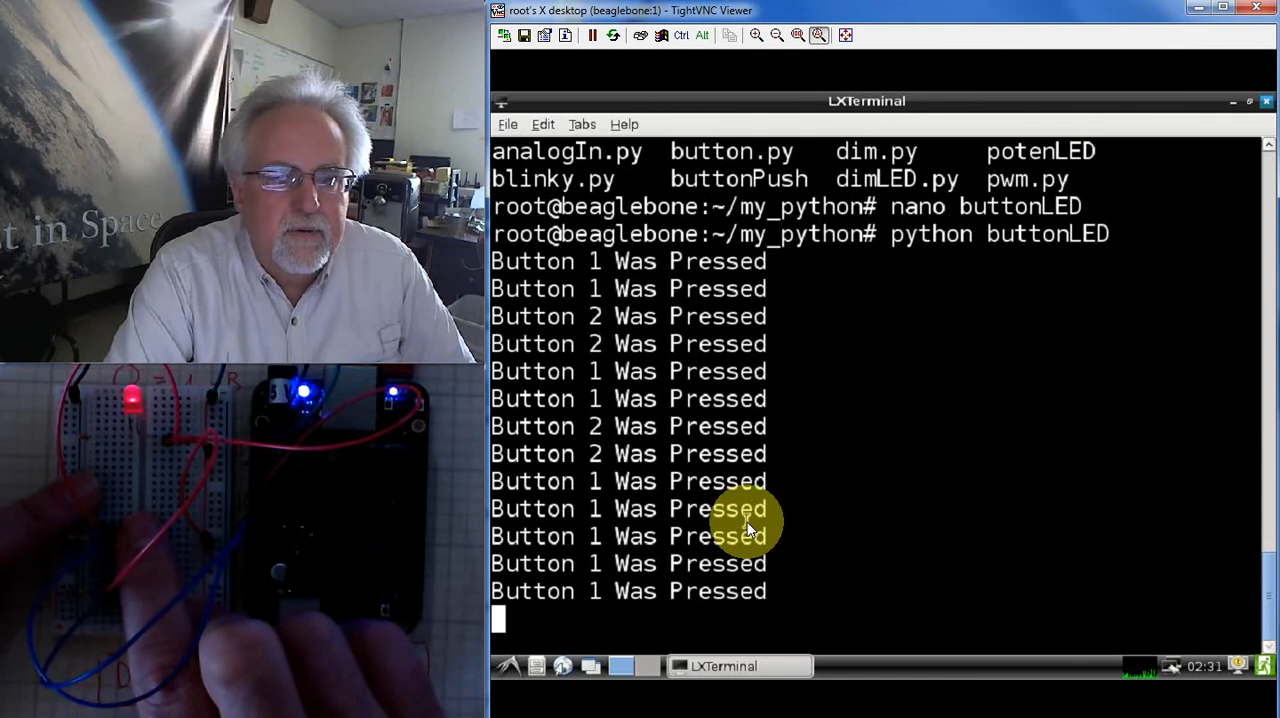 root's X desktop (beaglebone:1) - TightVNC Viewer
Ctrl Alt
LXTerminal
File Edit Tabs Help
analogIn.py button.py dim.py potenLED
blinky.py buttonPush dimLED.py pwm.py
root@beaglebone:~/my_python# nano buttonLED
root@beaglebone:~/my_python# python buttonLED
Button 1 Was Pressed
Button 1 Was Pressed
Button 2 Was Pressed
Button 2 Was Pressed
Button 1 Was Pressed
Button 1 Was Pressed
Button 2 Was Pressed
Button 2 Was Pressed
Button 1 Was Pressed
Button 1 Was Pressed
Button 1 Was Pressed
Button 1 Was Pressed
Button 1 Was Pressed
LXTerminal
02:31
st in Space